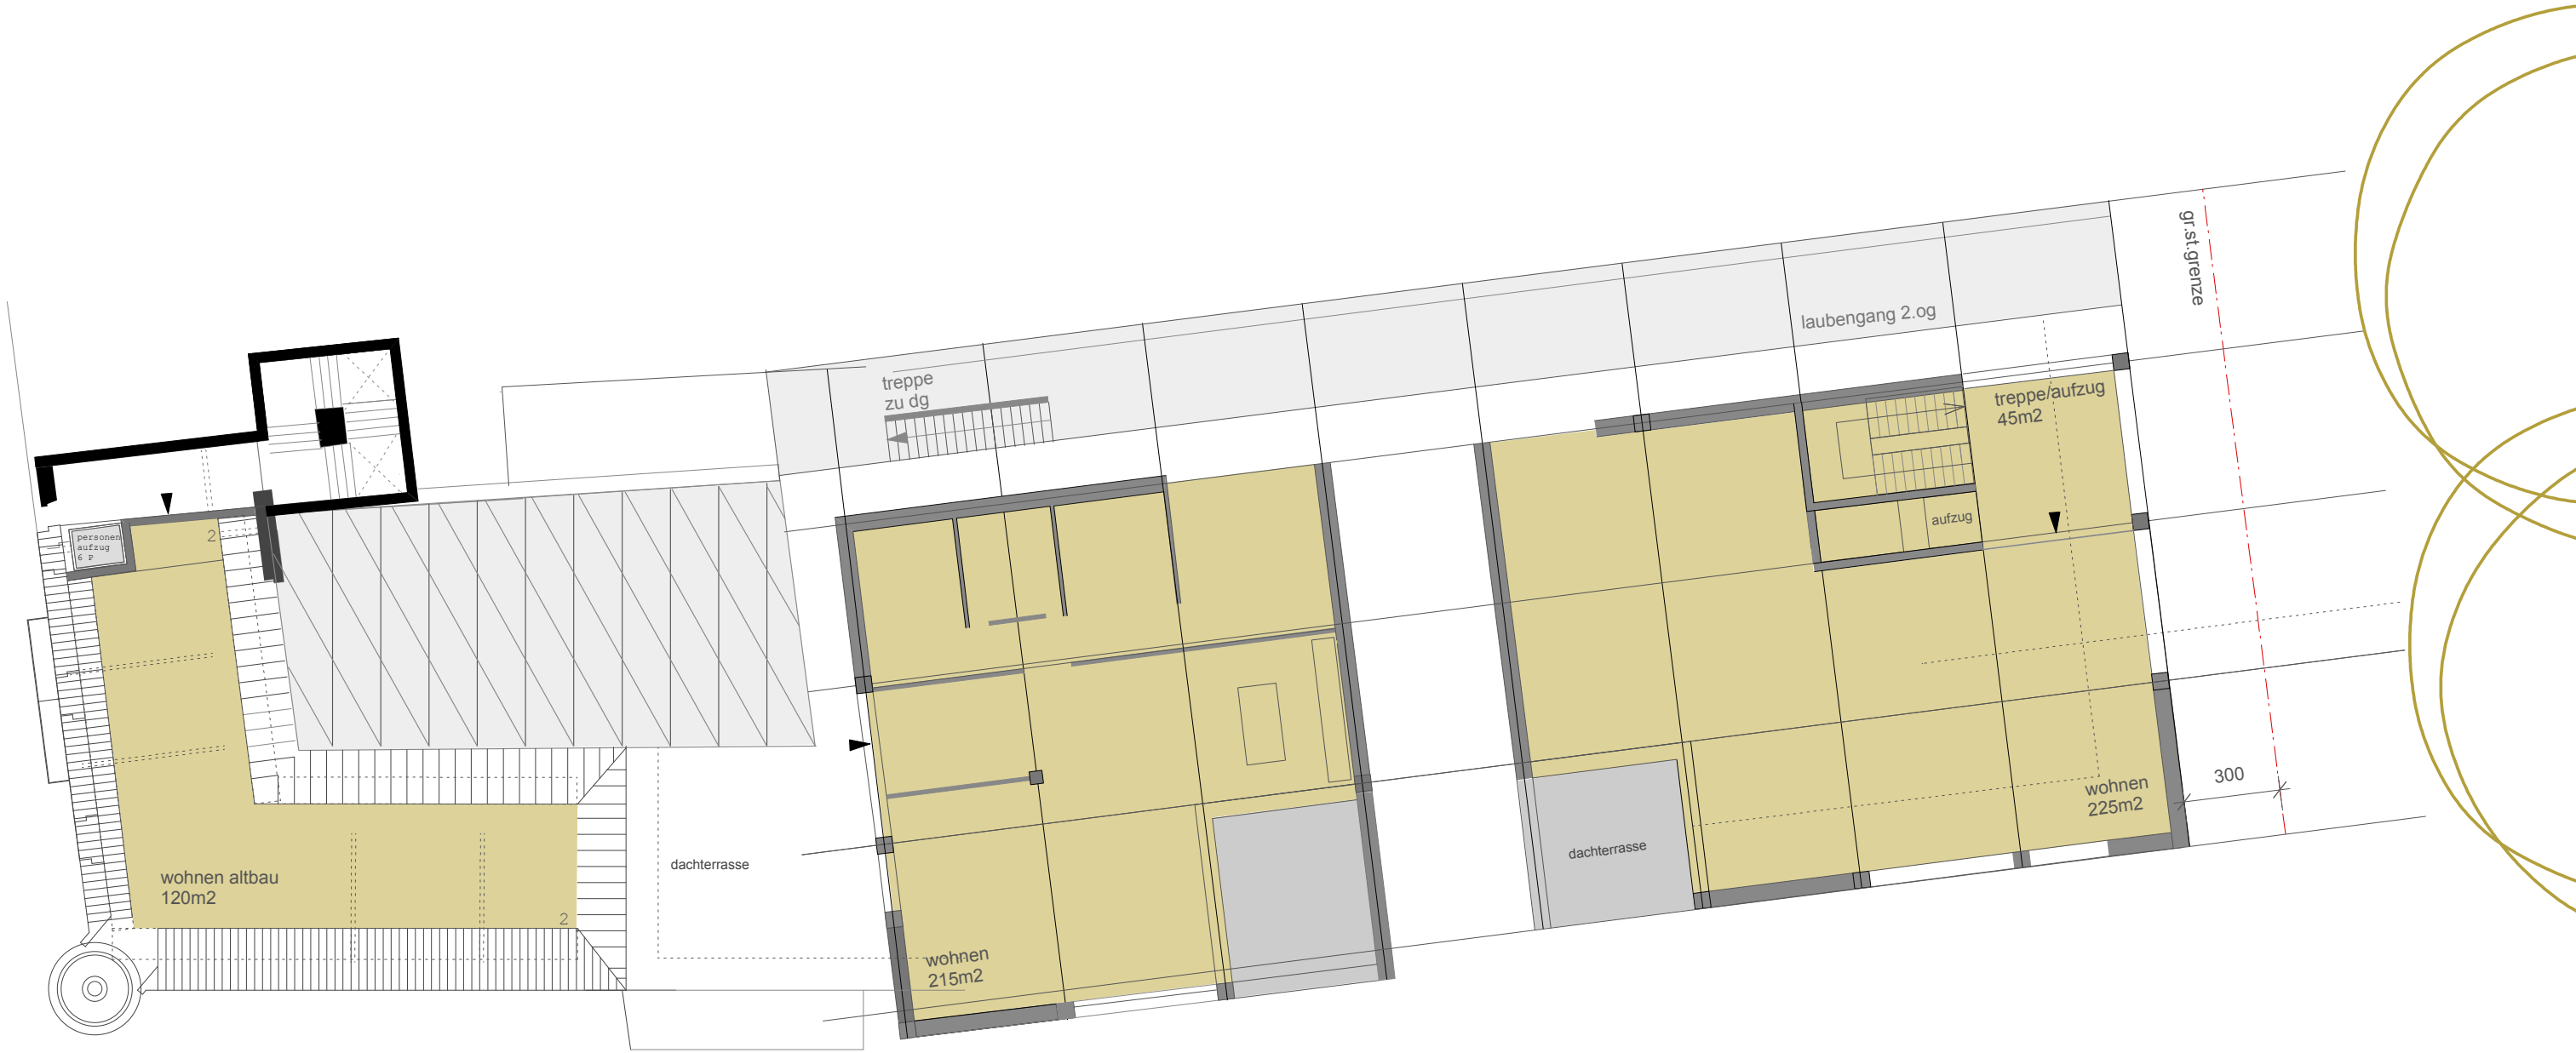 gr.st.grenze
laubengang 2.og
treppe
zu dg
treppe/aufzug
45m2
aufzug
personen
aufzug
6 P
2
wohnen altbau
120m2
2
dachterrasse
wohnen
215m2
dachterrasse
wohnen
225m2
300